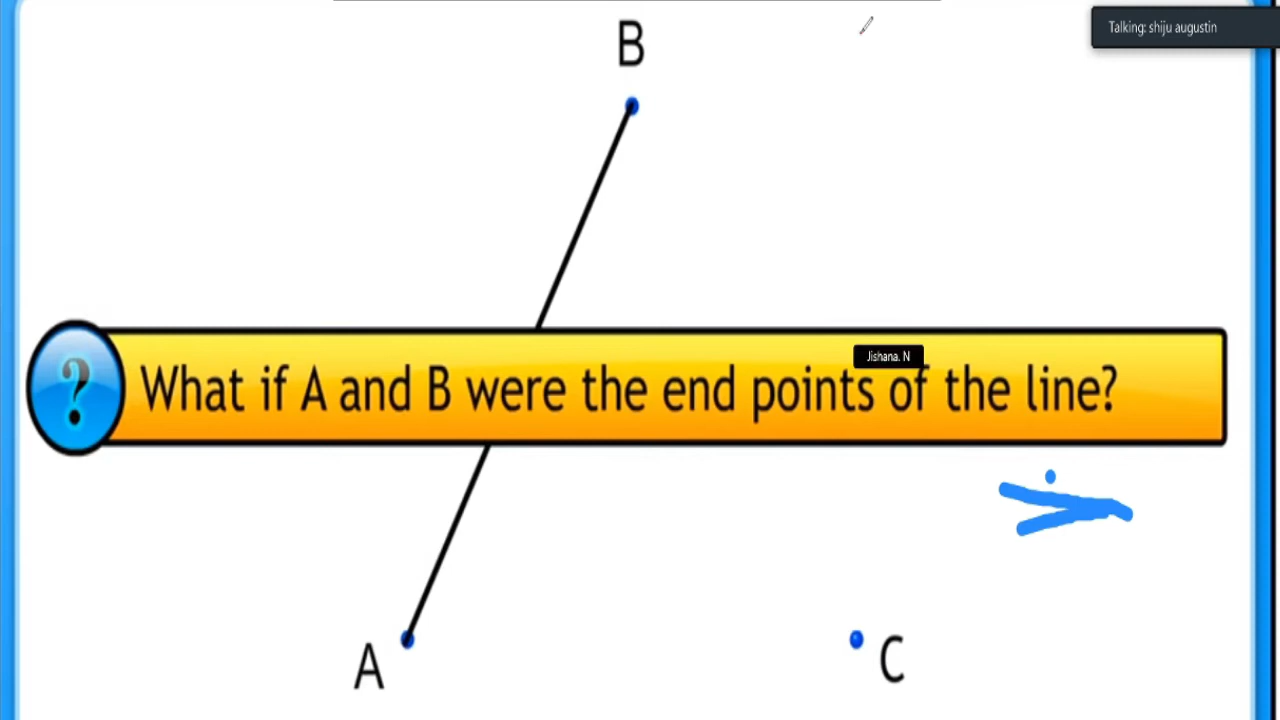 B
Talking: shiju augustin
?
What if A and B were the end points of the line?
Jishana. N
A
C